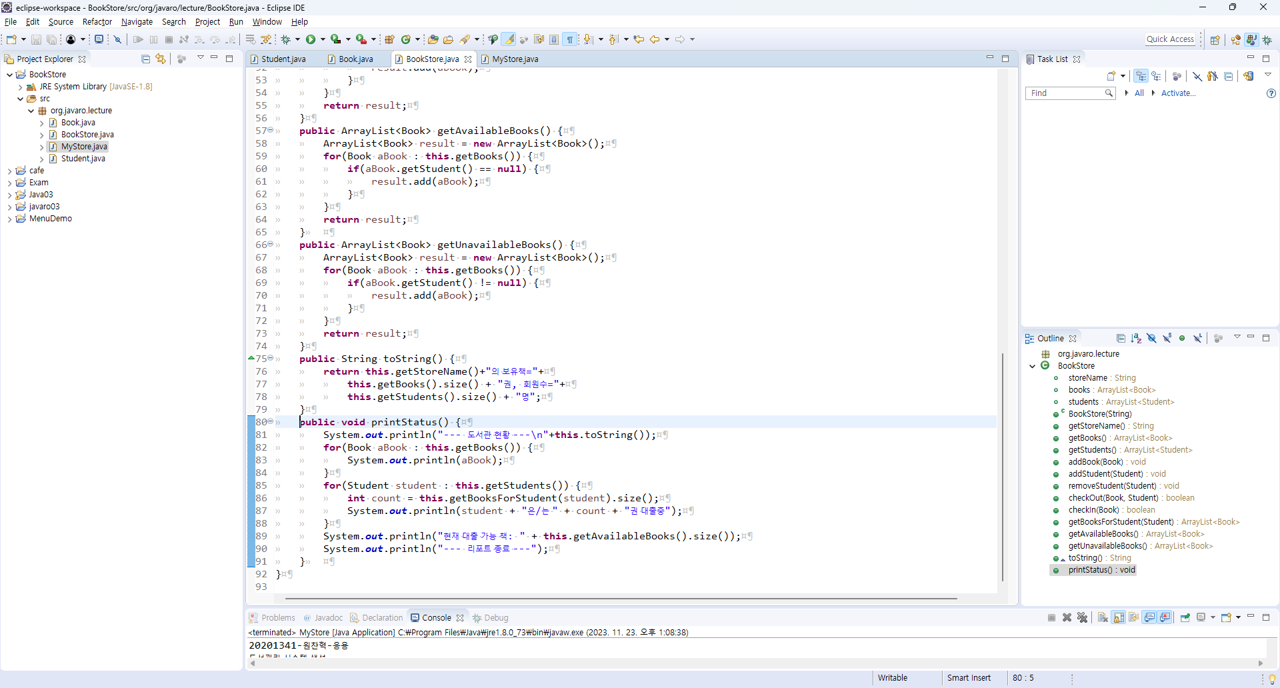 eclipse-workspace - BookStore/src/org/javaro/lecture/BookStore.java - Eclipse IDE
File Edit Source Refactor Navigate Search Project Run Window Help
Quick Access
Project Explorer
BookStore
JRE System Library [JavaSE-1.8]
src
org.javaro.lecture
Book.java
BookStore.java
MyStore.java
Student.java
cafe
Exam
Java03
javaro03
MenuDemo
Student.java Book.java BookStore.java MyStore.java
52 result.add(aBook);
53 }
54 }
55 return result;
56 }
57 public ArrayList<Book> getAvailableBooks() {
58 ArrayList<Book> result = new ArrayList<Book>();
59 for(Book aBook : this.getBooks()) {
60 if(aBook.getStudent() == null) {
61 result.add(aBook);
62 }
63 }
64 return result;
65 }
66 public ArrayList<Book> getUnavailableBooks() {
67 ArrayList<Book> result = new ArrayList<Book>();
68 for(Book aBook : this.getBooks()) {
69 if(aBook.getStudent() != null) {
70 result.add(aBook);
71 }
72 }
73 return result;
74 }
75 public String toString() {
76 return this.getStoreName()+"의 보유책="+
77 this.getBooks().size() + "권, 회원수="+
78 this.getStudents().size() + "명";
79 }
80 public void printStatus() {
81 System.out.println("--- 도서관 현황 ---\n"+this.toString());
82 for(Book aBook : this.getBooks()) {
83 System.out.println(aBook);
84 }
85 for(Student student : this.getStudents()) {
86 int count = this.getBooksForStudent(student).size();
87 System.out.println(student + "은/는 " + count + "권 대출중");
88 }
89 System.out.println("현재 대출 가능 책: " + this.getAvailableBooks().size());
90 System.out.println("--- 리포트 종료 ---");
91 }
92 }
93
Task List
Find All Activate...
Outline
org.javaro.lecture
BookStore
storeName : String
books : ArrayList<Book>
students : ArrayList<Student>
BookStore(String)
getStoreName() : String
getBooks() : ArrayList<Book>
getStudents() : ArrayList<Student>
addBook(Book) : void
addStudent(Student) : void
removeStudent(Student) : void
checkOut(Book, Student) : boolean
checkIn(Book) : boolean
getBooksForStudent(Student) : ArrayList<Book>
getAvailableBooks() : ArrayList<Book>
getUnavailableBooks() : ArrayList<Book>
toString() : String
printStatus() : void
Problems Javadoc Declaration Console Debug
<terminated> MyStore [Java Application] C:₩Program Files₩Java₩jre1.8.0_73₩bin₩javaw.exe (2023. 11. 23. 오후 1:08:38)
20201341-원찬혁-응용
Writable Smart Insert 80 : 5